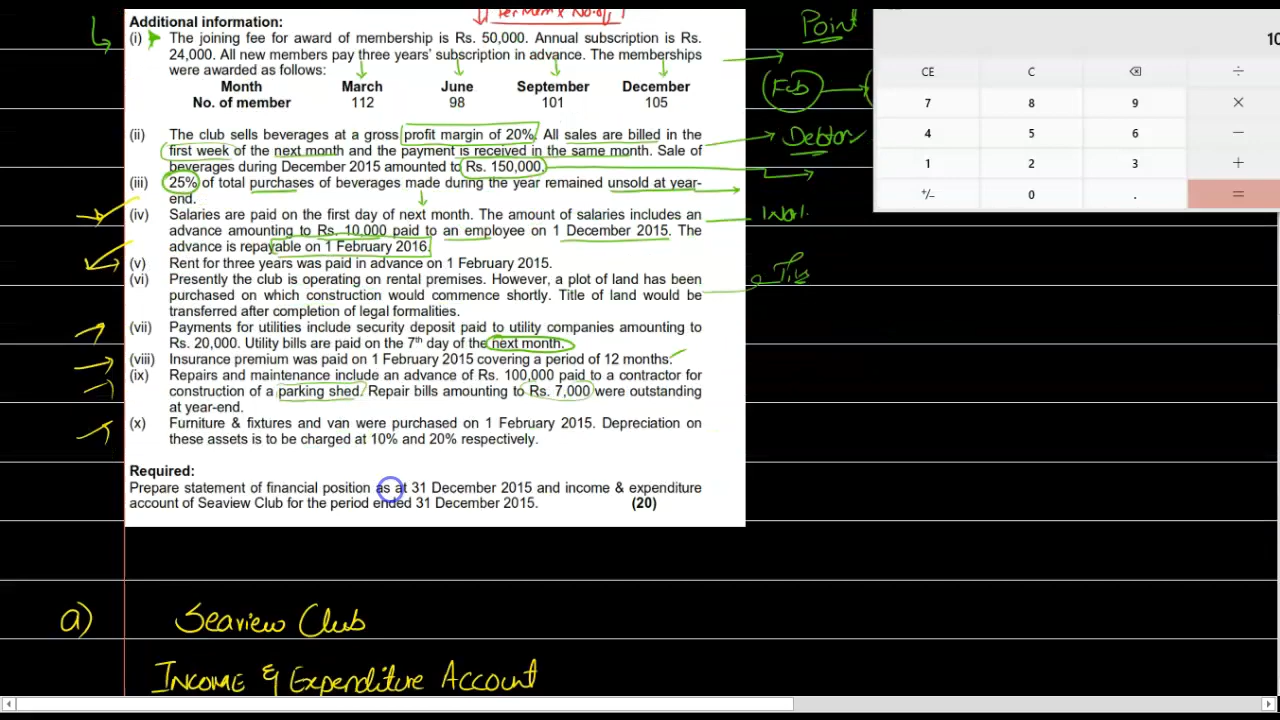 Per Mem x No. of
Additional information:
(i) The joining fee for award of membership is Rs. 50,000. Annual subscription is Rs.
24,000. All new members pay three years' subscription in advance. The memberships
were awarded as follows:
Month March June September December
No. of member 112 98 101 105
(ii) The club sells beverages at a gross profit margin of 20%. All sales are billed in the
first week of the next month and the payment is received in the same month. Sale of
beverages during December 2015 amounted to Rs. 150,000.
(iii) 25% of total purchases of beverages made during the year remained unsold at year-
end.
(iv) Salaries are paid on the first day of next month. The amount of salaries includes an
advance amounting to Rs. 10,000 paid to an employee on 1 December 2015. The
advance is repayable on 1 February 2016.
(v) Rent for three years was paid in advance on 1 February 2015.
(vi) Presently the club is operating on rental premises. However, a plot of land has been
purchased on which construction would commence shortly. Title of land would be
transferred after completion of legal formalities.
(vii) Payments for utilities include security deposit paid to utility companies amounting to
Rs. 20,000. Utility bills are paid on the 7th day of the next month.
(viii) Insurance premium was paid on 1 February 2015 covering a period of 12 months.
(ix) Repairs and maintenance include an advance of Rs. 100,000 paid to a contractor for
construction of a parking shed. Repair bills amounting to Rs. 7,000 were outstanding
at year-end.
(x) Furniture & fixtures and van were purchased on 1 February 2015. Depreciation on
these assets is to be charged at 10% and 20% respectively.
Required:
Prepare statement of financial position as at 31 December 2015 and income & expenditure
account of Seaview Club for the period ended 31 December 2015. (20)
Point
Feb
Debtor
10
CE C ⌫ ÷
7 8 9 ×
4 5 6 −
1 2 3 +
+/− 0 . =
a) Seaview Club
Income & Expenditure Account